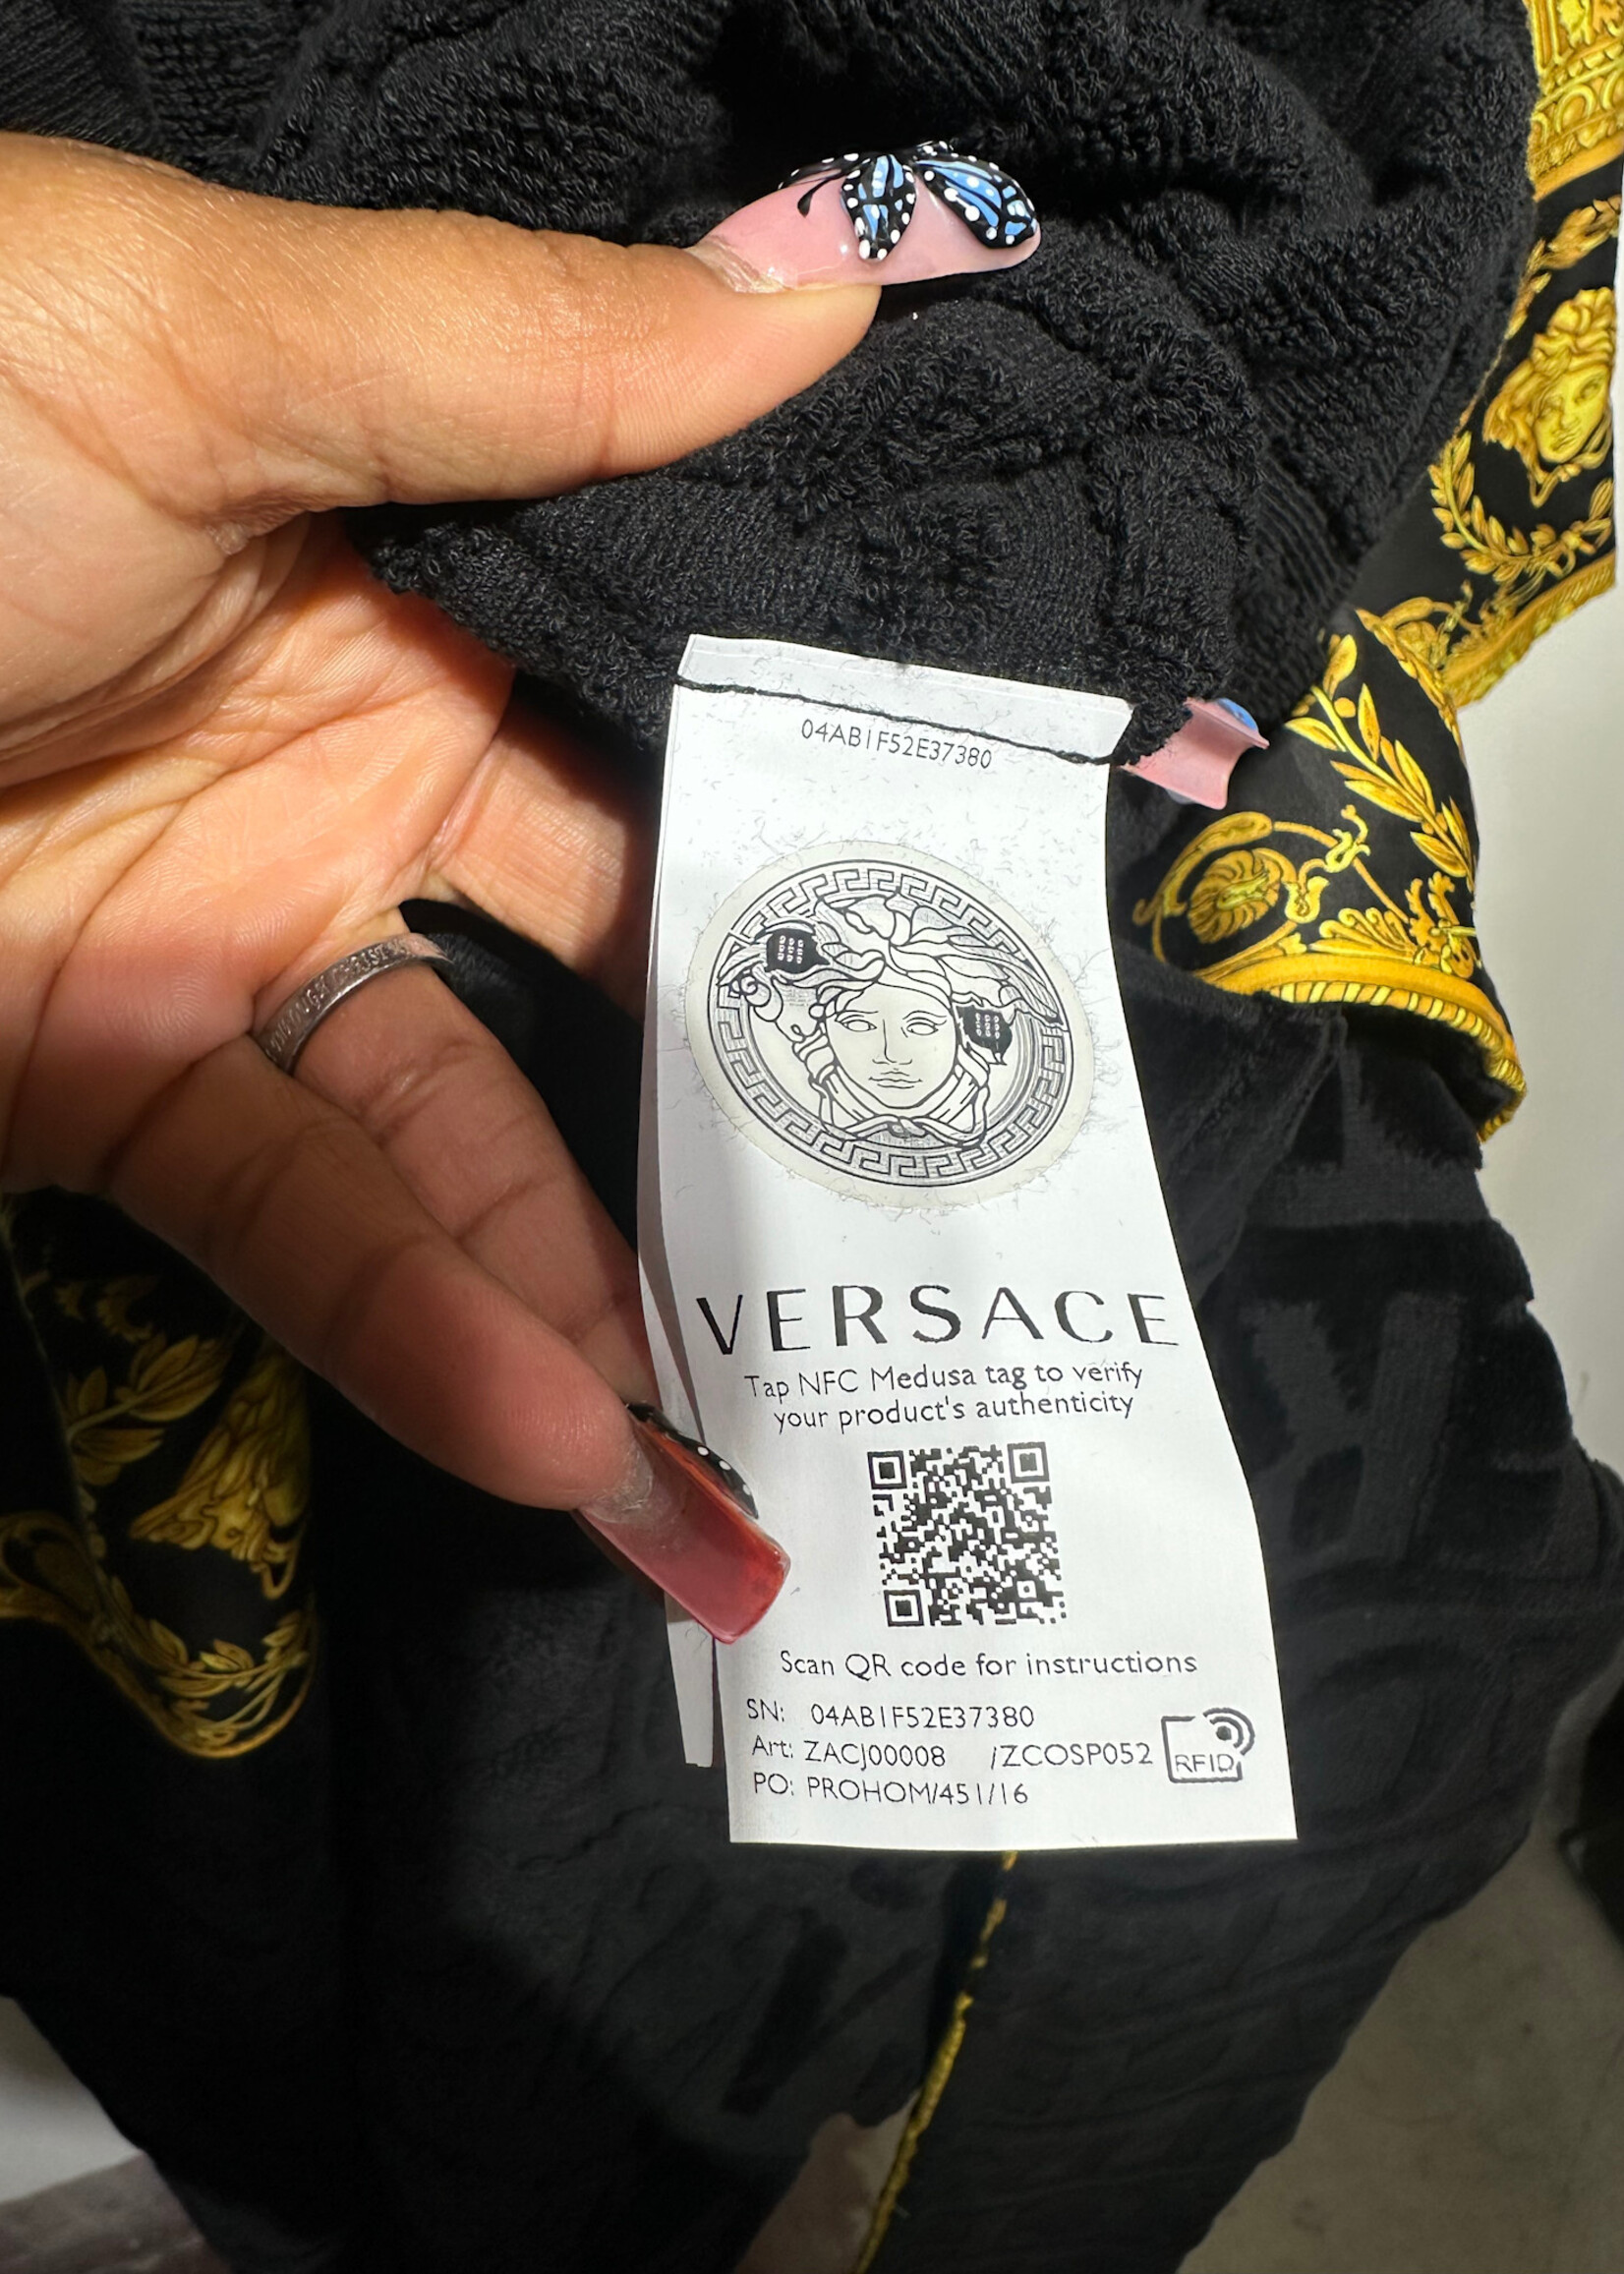 04AB1F52E37380
VERSACE
Tap NFC Medusa tag to verify
your product's authenticity
Scan QR code for instructions
SN: 04AB1F52E37380
Art: ZACJ00008 /ZCOSP052
PO: PROHOM/451/16
RFID